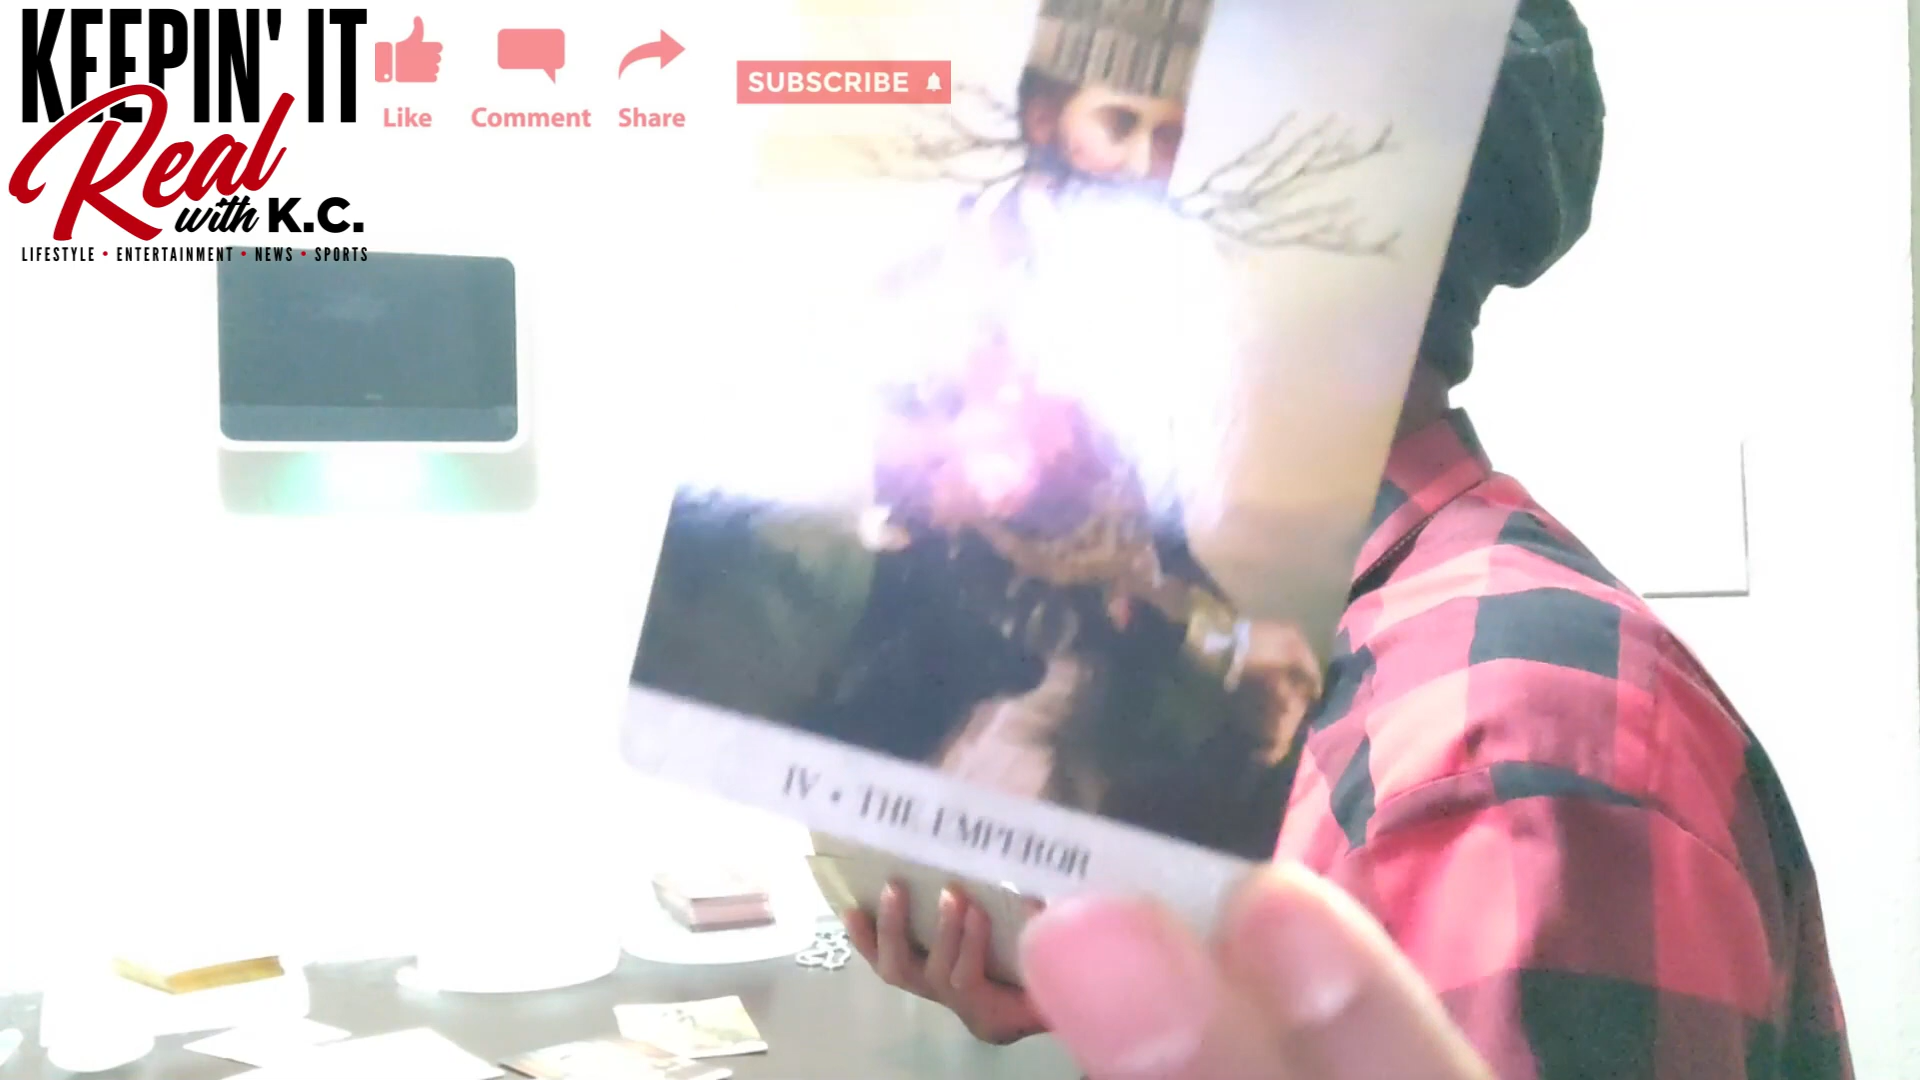 KEEPIN' IT
Real
with K.C.
LIFESTYLE • ENTERTAINMENT • NEWS • SPORTS
Like
Comment
Share
SUBSCRIBE
IV • THE EMPEROR